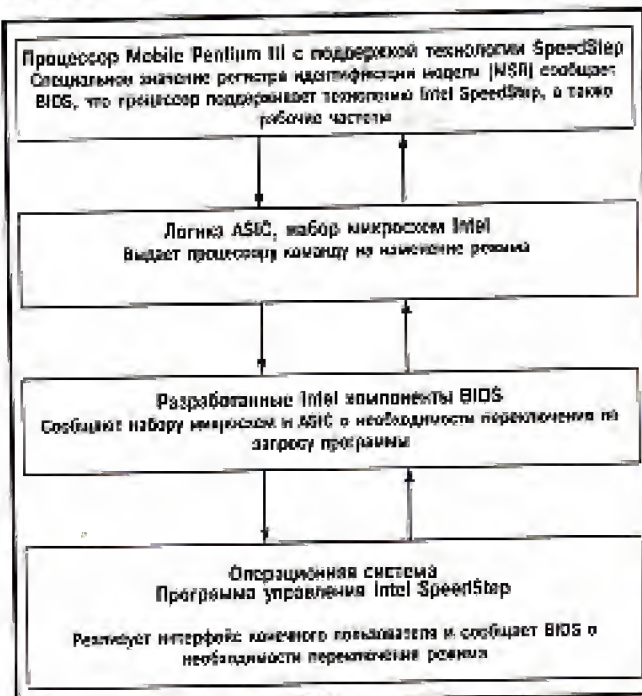 Процессор Mobile Pentium III с поддержкой технологии SpeedStep
Специальное значение регистра идентификации модели (MSR) сообщает
BIOS, что процессор поддерживает технологию Intel SpeedStep, а также
рабочие частоты
Логика ASIC, набор микросхем Intel
Выдает процессору команду на изменение режима
Разработанные Intel компоненты BIOS
Сообщают набору микросхем и ASIC о необходимости переключения по
запросу программы
Операционная система
Программа управления Intel SpeedStep
Реализует интерфейс конечного пользователя и сообщает BIOS о
необходимости переключения режима